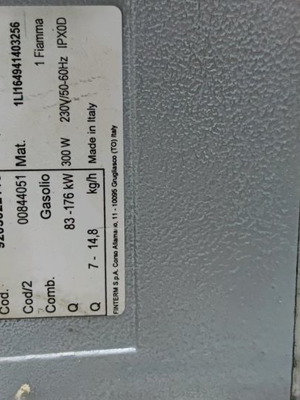 Cod.
Cod/2 00844051 Mat. 1LI164941403256
Comb. Gasolio 1 Fiamma
Q 83 -176 kW 300 W 230V/50-60Hz IPX0D
Q 7 - 14,8 kg/h Made in Italy
FINTERM S.p.A. Corso Allamano, 11 - 10095 Grugliasco (TO) Italy